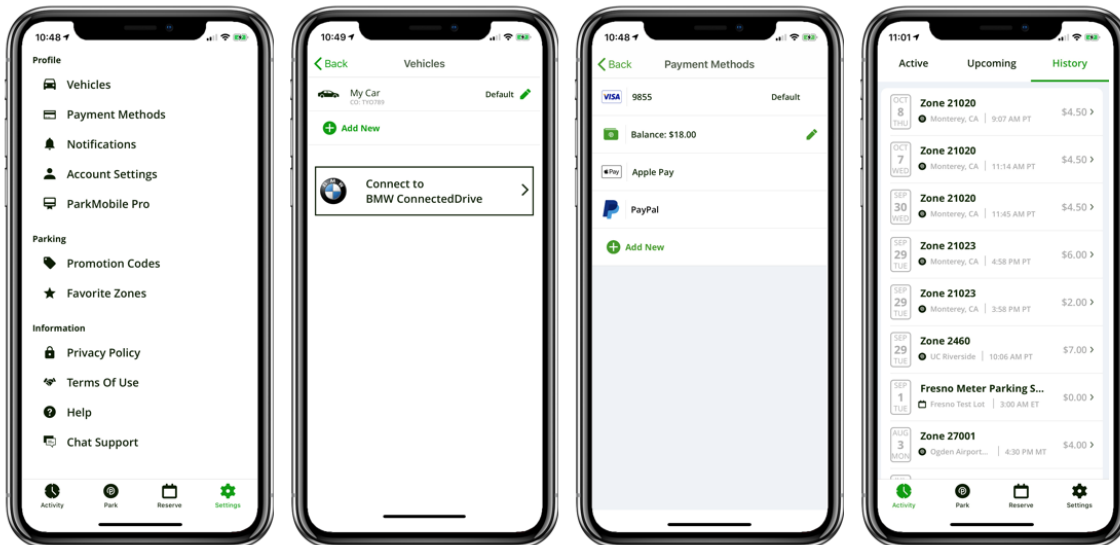 10:48
Profile
Vehicles
Payment Methods
Notifications
Account Settings
ParkMobile Pro
Parking
Promotion Codes
Favorite Zones
Information
Privacy Policy
Terms Of Use
Help
Chat Support
Activity Park Reserve Settings
10:49
Back Vehicles
My Car Default
CO: TYO789
Add New
Connect to
BMW ConnectedDrive
10:48
Back Payment Methods
VISA 9855 Default
Balance: $18.00
Pay Apple Pay
PayPal
Add New
11:01
Active Upcoming History
OCT 8 THU
Zone 21020
Monterey, CA | 9:07 AM PT
$4.50
OCT 7 WED
Zone 21020
Monterey, CA | 11:14 AM PT
$4.50
SEP 30 WED
Zone 21020
Monterey, CA | 11:45 AM PT
$4.50
SEP 29 TUE
Zone 21023
Monterey, CA | 4:58 PM PT
$6.00
SEP 29 TUE
Zone 21023
Monterey, CA | 3:58 PM PT
$2.00
SEP 29 TUE
Zone 2460
UC Riverside | 10:06 AM PT
$7.00
SEP 1 TUE
Fresno Meter Parking S...
Fresno Test Lot | 3:00 AM ET
$0.00
AUG 3 MON
Zone 27001
Ogden Airport... | 4:30 PM MT
$4.00
Activity Park Reserve Settings